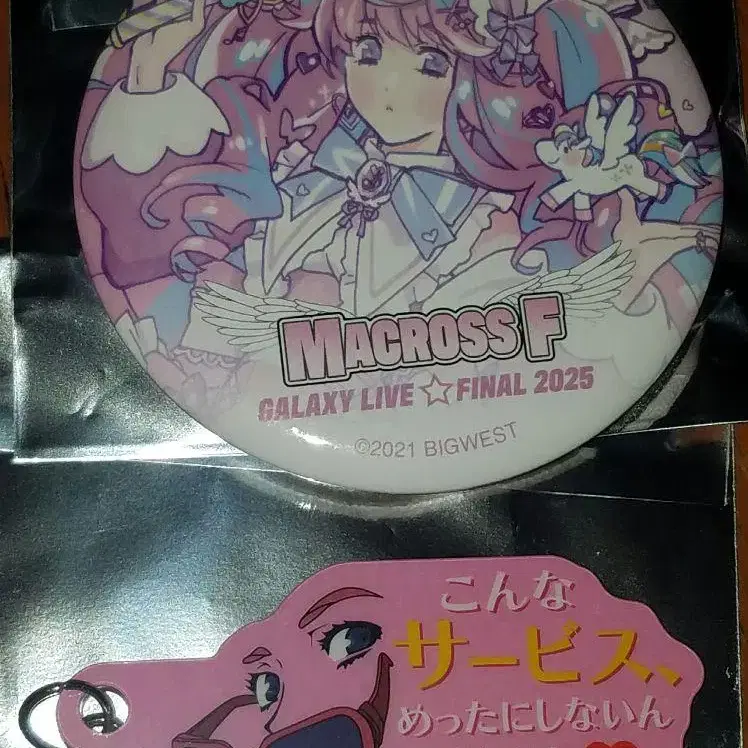 MACROSS F
GALAXY LIVE☆FINAL 2025
©2021 BIGWEST
こんな
サービス、
めったにしないん